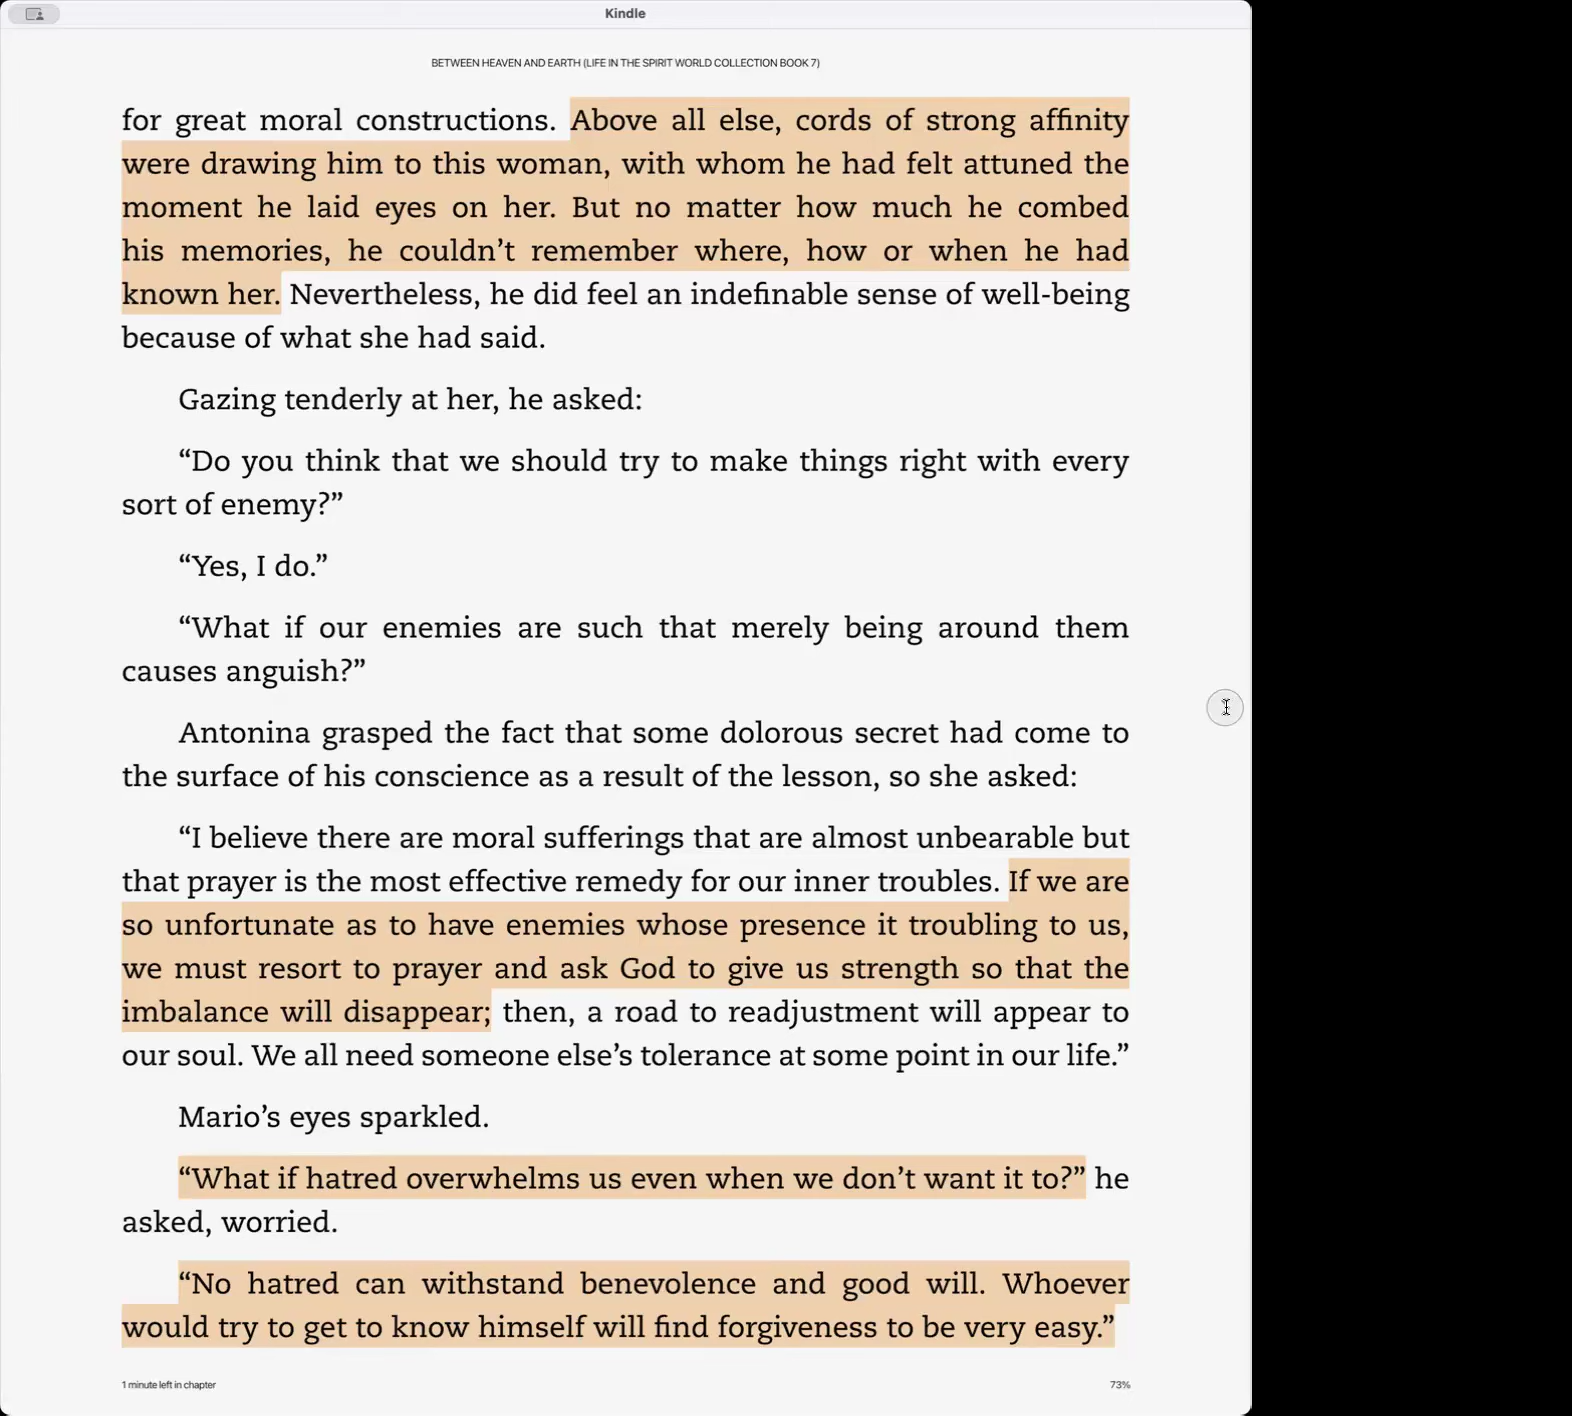 Kindle
BETWEEN HEAVEN AND EARTH (LIFE IN THE SPIRIT WORLD COLLECTION BOOK 7)
for great moral constructions. Above all else, cords of strong affinity
were drawing him to this woman, with whom he had felt attuned the
moment he laid eyes on her. But no matter how much he combed
his memories, he couldn’t remember where, how or when he had
known her. Nevertheless, he did feel an indefinable sense of well-being
because of what she had said.
Gazing tenderly at her, he asked:
“Do you think that we should try to make things right with every
sort of enemy?”
“Yes, I do.”
“What if our enemies are such that merely being around them
causes anguish?”
Antonina grasped the fact that some dolorous secret had come to
the surface of his conscience as a result of the lesson, so she asked:
“I believe there are moral sufferings that are almost unbearable but
that prayer is the most effective remedy for our inner troubles. If we are
so unfortunate as to have enemies whose presence it troubling to us,
we must resort to prayer and ask God to give us strength so that the
imbalance will disappear; then, a road to readjustment will appear to
our soul. We all need someone else’s tolerance at some point in our life.”
Mario’s eyes sparkled.
“What if hatred overwhelms us even when we don’t want it to?” he
asked, worried.
“No hatred can withstand benevolence and good will. Whoever
would try to get to know himself will find forgiveness to be very easy.”
1 minute left in chapter
73%